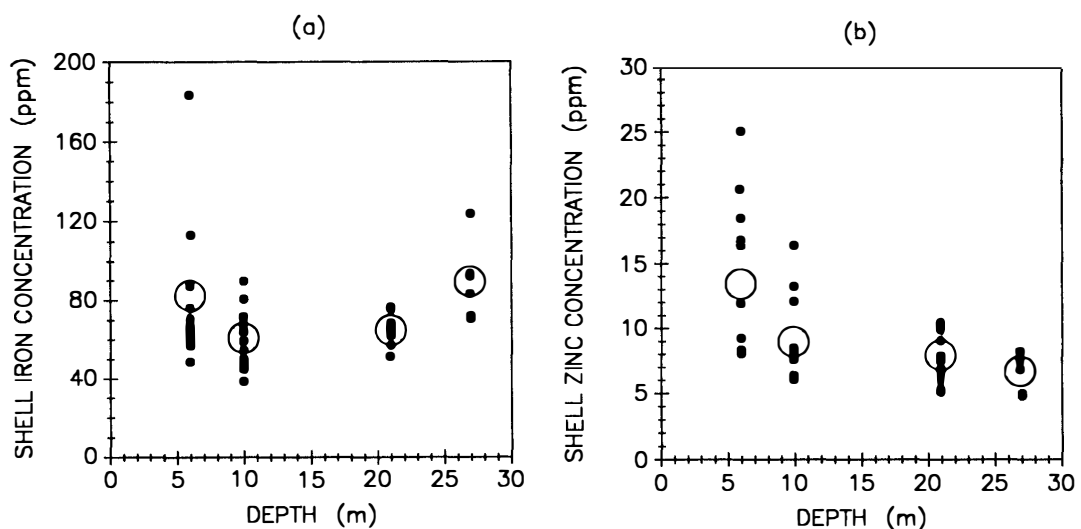 (a)
SHELL IRON CONCENTRATION (ppm)
200
160
120
80
40
0
0 5 10 15 20 25 30
DEPTH (m)
(b)
SHELL ZINC CONCENTRATION (ppm)
30
25
20
15
10
5
0
0 5 10 15 20 25 30
DEPTH (m)